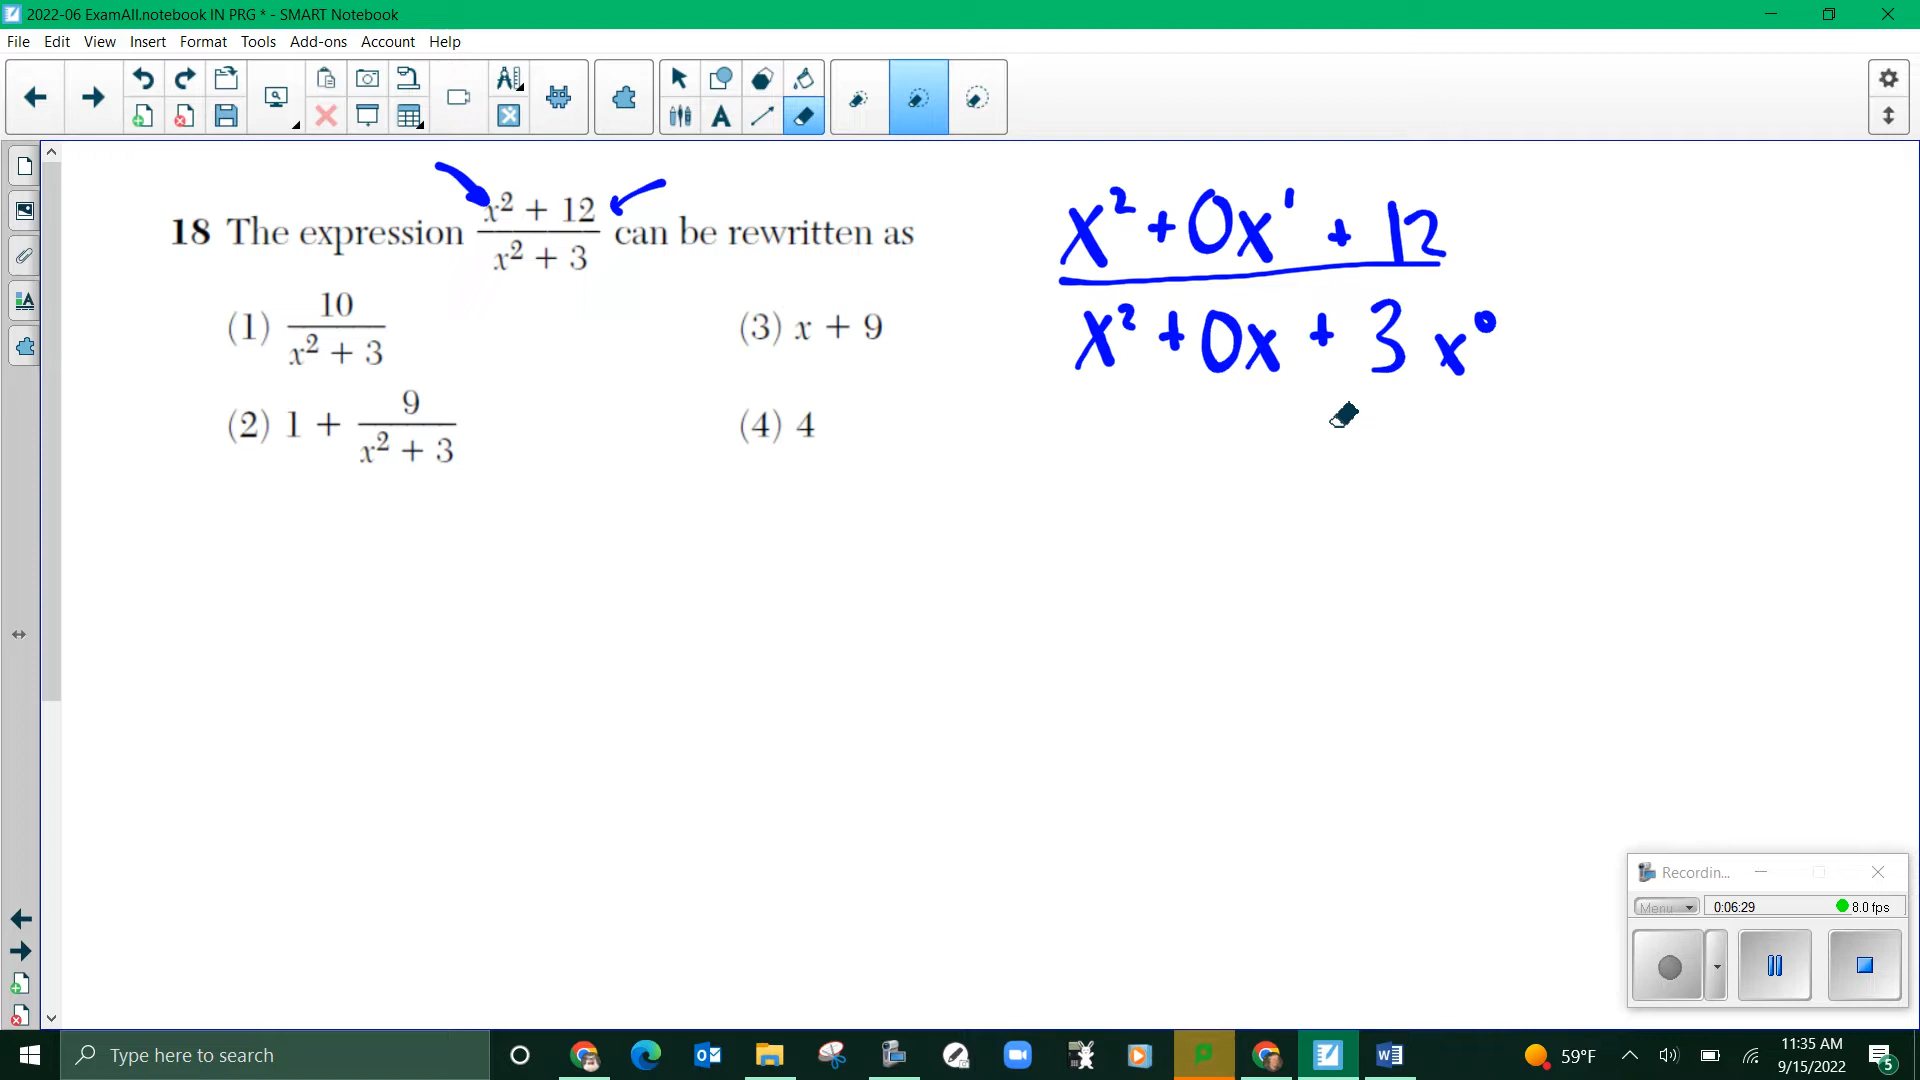 2022-06 ExamAll.notebook IN PRG * - SMART Notebook
File Edit View Insert Format Tools Add-ons Account Help
18 The expression (x² + 12)/(x² + 3) can be rewritten as
(1) 10/(x² + 3)
(3) x + 9
(2) 1 + 9/(x² + 3)
(4) 4
x² + 0x¹ + 12
x² + 0x + 3x⁰
Recordin...
Menu 0:06:29 8.0 fps
Type here to search
59°F
11:35 AM
9/15/2022
5